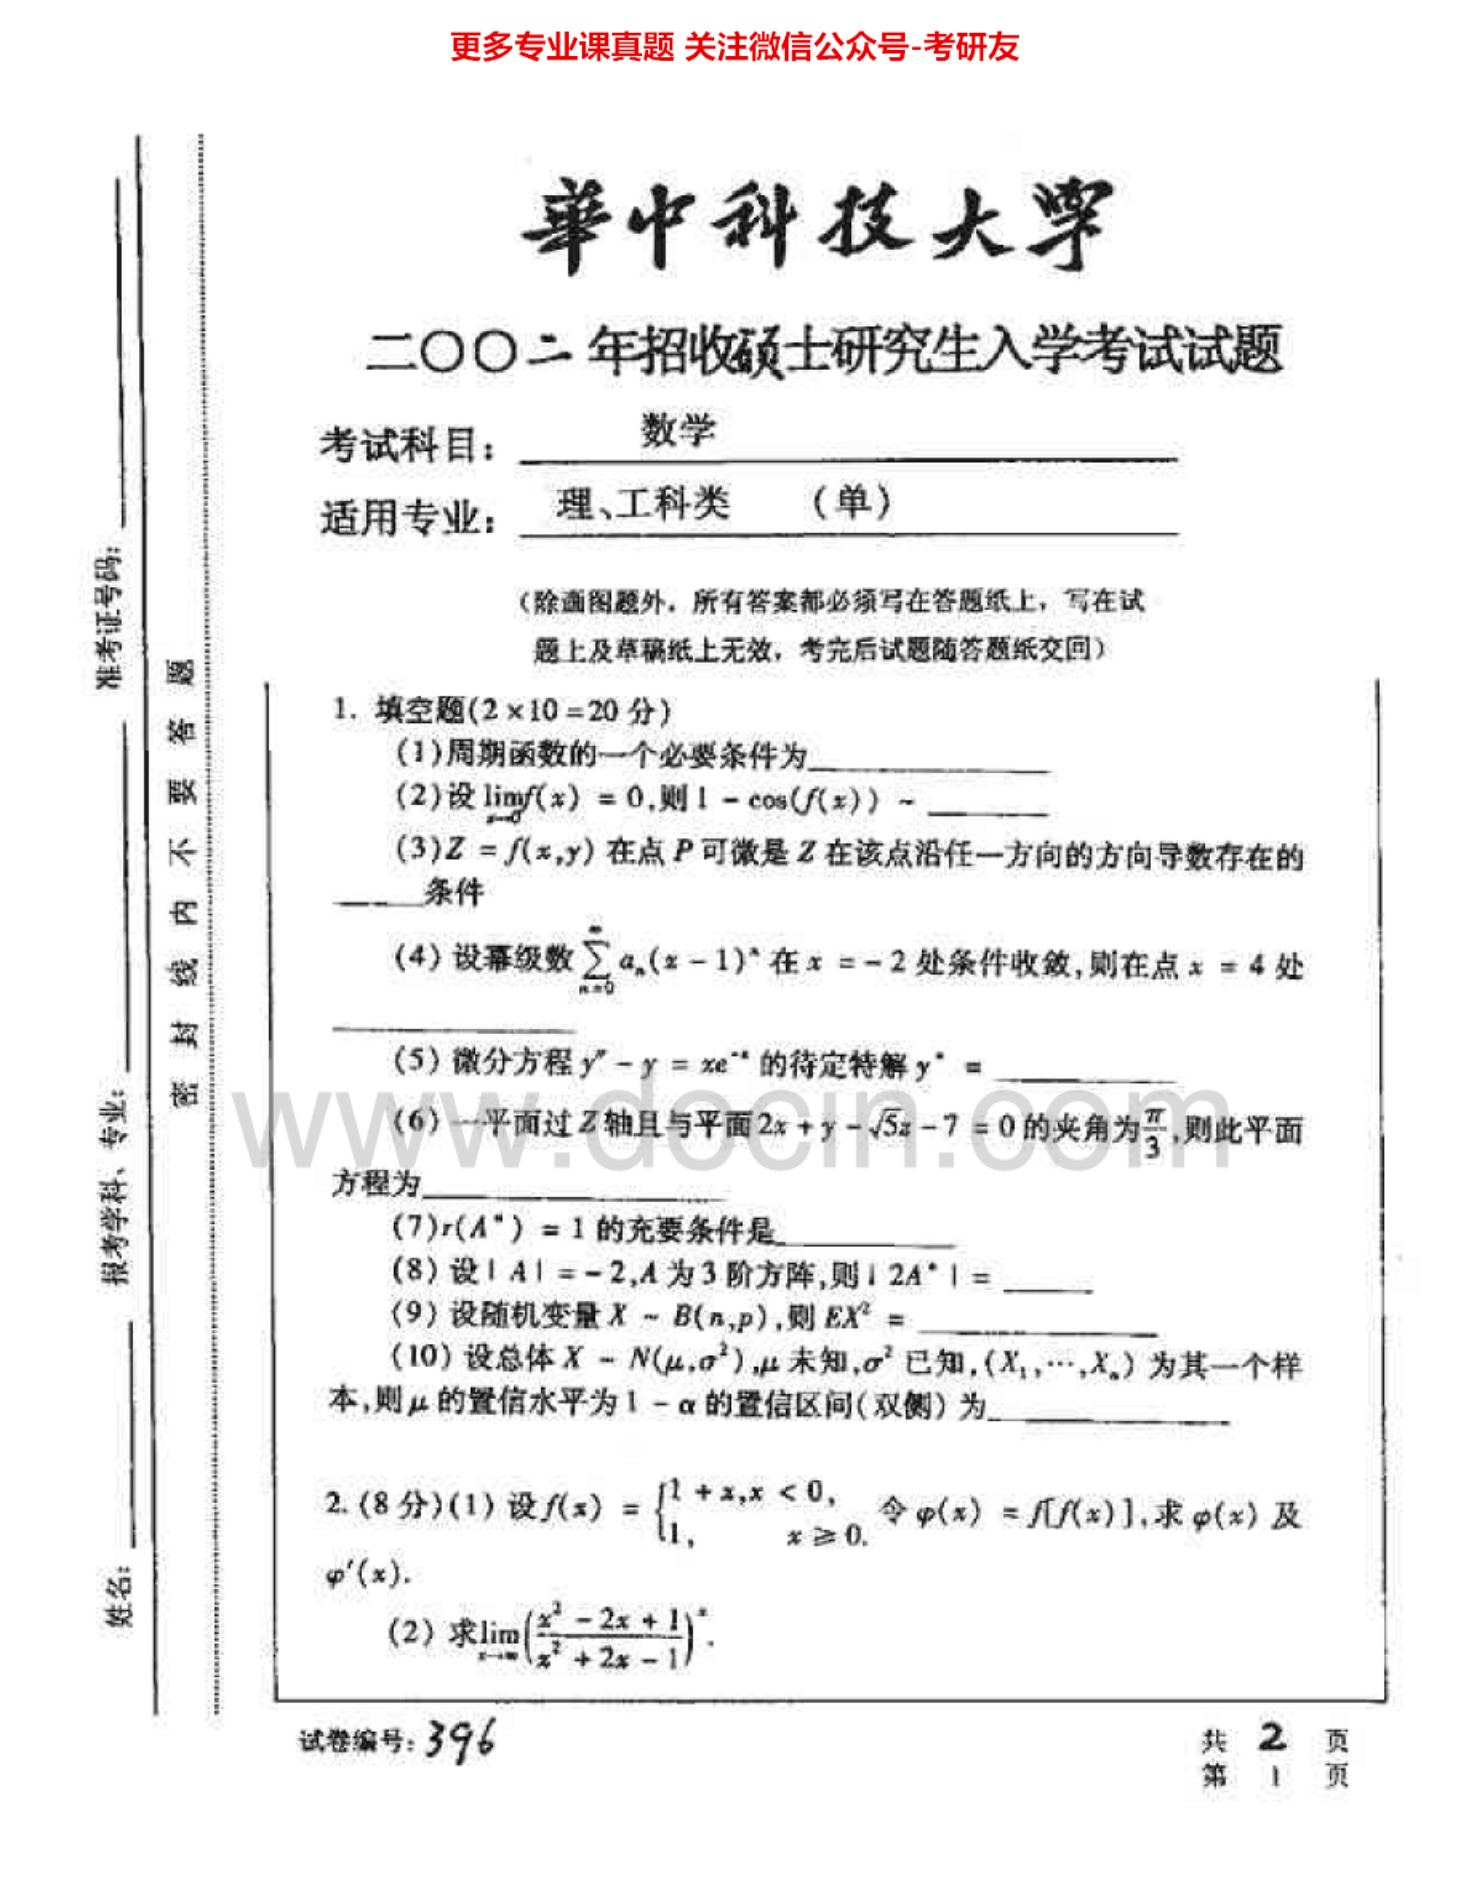 更多专业课真题 关注微信公众号-考研友
華中科技大学
二〇〇二年招收硕士研究生入学考试试题
考试科目: 数学
适用专业: 理、工科类 (单)
(除画图题外，所有答案都必须写在答题纸上，写在试
题上及草稿纸上无效，考完后试题随答题纸交回)
1. 填空题(2×10=20分)
(1)周期函数的一个必要条件为
(2)设 lim_{x→0} f(x) = 0,则 1 - cos(f(x)) ~
(3)Z = f(x,y) 在点 P 可微是 Z 在该点沿任一方向的方向导数存在的
条件
(4) 设幂级数 ∑_{n=0}^{∞} a_n(x-1)^n 在 x = -2 处条件收敛,则在点 x = 4 处
(5) 微分方程 y″ - y = xe^{-x} 的待定特解 y* =
(6) 一平面过 Z 轴且与平面 2x + y - √5z - 7 = 0 的夹角为 π/3,则此平面
方程为
(7)r(A*) = 1 的充要条件是
(8) 设 |A| = -2,A 为 3 阶方阵,则 |2A*| =
(9) 设随机变量 X ~ B(n,p),则 EX² =
(10) 设总体 X ~ N(μ,σ²),μ 未知,σ² 已知,(X₁,…,Xₙ) 为其一个样
本,则 μ 的置信水平为 1 - α 的置信区间(双侧) 为
2. (8分)(1) 设 f(x) = { 1 + x, x < 0, 1, x ≥ 0. 令 φ(x) = f[f(x)],求 φ(x) 及
φ′(x).
(2) 求 lim_{x→∞} ((x² - 2x + 1)/(x² + 2x - 1))^x.
试卷编号: 396
共 2 页
第 1 页
准考证号码:
报考学科、专业:
姓名:
密封线内不要答题
www.docin.com